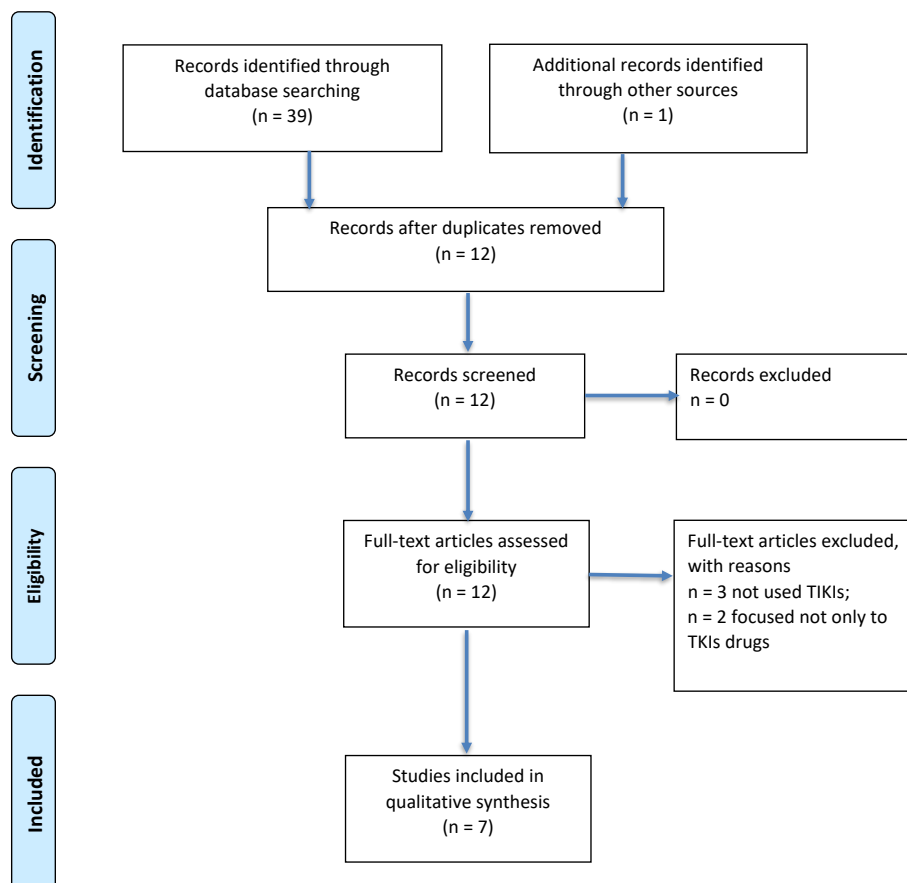 Identification
Records identified through
database searching
(n = 39)
Additional records identified
through other sources
(n = 1)
Records after duplicates removed
(n = 12)
Screening
Records screened
(n = 12)
Records excluded
n = 0
Eligibility
Full-text articles assessed
for eligibility
(n = 12)
Full-text articles excluded,
with reasons
n = 3 not used TIKIs;
n = 2 focused not only to
TKIs drugs
Included
Studies included in
qualitative synthesis
(n = 7)